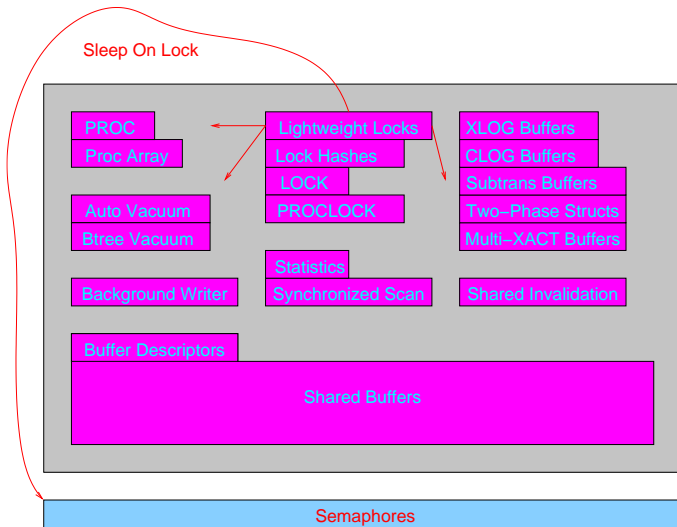 Sleep On Lock
PROC
Lightweight Locks
XLOG Buffers
Proc Array
Lock Hashes
CLOG Buffers
LOCK
Subtrans Buffers
Auto Vacuum
PROCLOCK
Two−Phase Structs
Btree Vacuum
Multi−XACT Buffers
Statistics
Background Writer
Synchronized Scan
Shared Invalidation
Buffer Descriptors
Shared Buffers
Semaphores